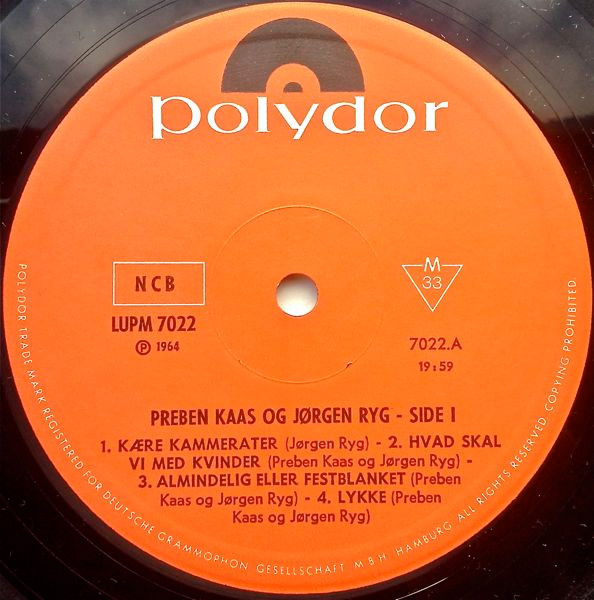 Polydor
NCB
LUPM 7022
Ⓟ 1964
M
33
7022.A
19:59
PREBEN KAAS OG JØRGEN RYG - SIDE I
1. KÆRE KAMMERATER (Jørgen Ryg) - 2. HVAD SKAL
VI MED KVINDER (Preben Kaas og Jørgen Ryg) -
3. ALMINDELIG ELLER FESTBLANKET (Preben
Kaas og Jørgen Ryg) - 4. LYKKE (Preben
Kaas og Jørgen Ryg)
POLYDOR TRADE MARK REGISTERED FOR DEUTSCHE GRAMMOPHON GESELLSCHAFT M B H. HAMBURG. ALL RIGHTS RESERVED COPYING PROHIBITED.